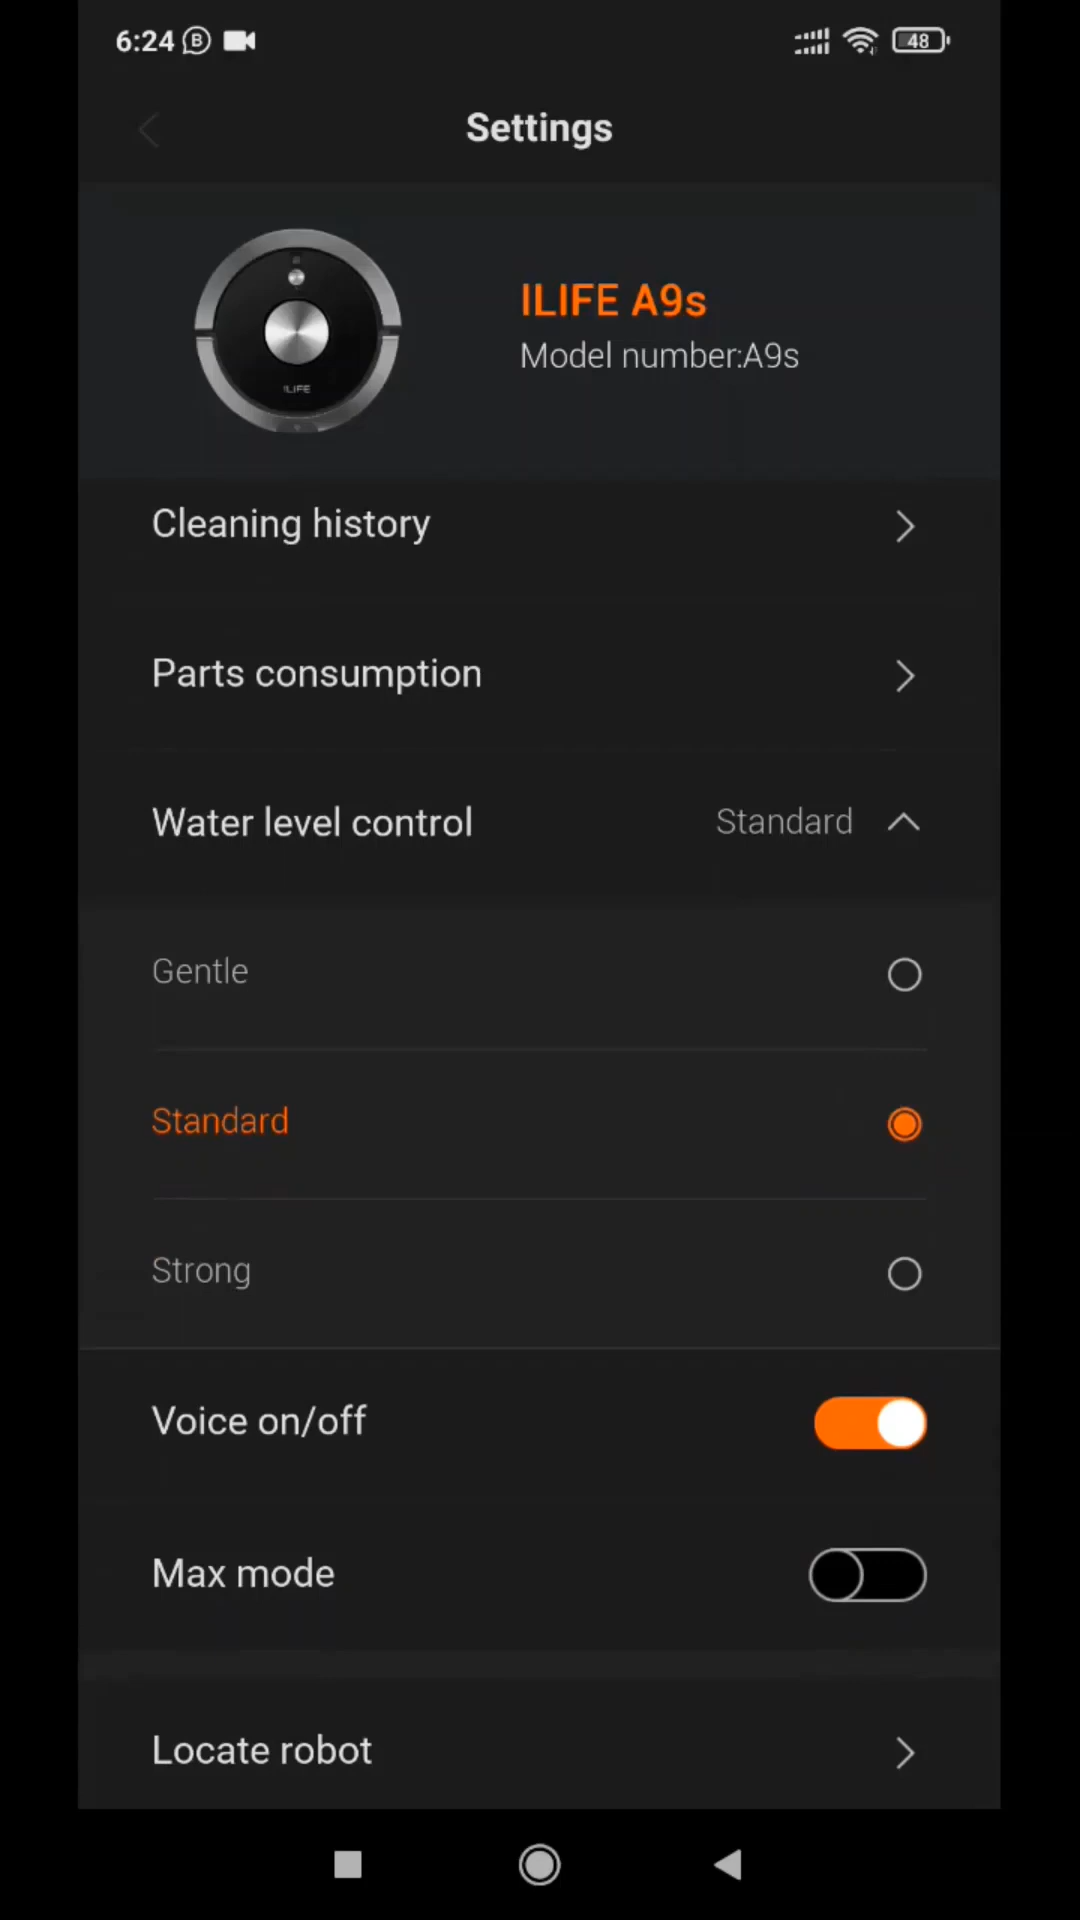 6:24 B 48
Settings
ILIFE
ILIFE A9s
Model number:A9s
Cleaning history
Parts consumption
Water level control Standard
Gentle
Standard
Strong
Voice on/off
Max mode
Locate robot